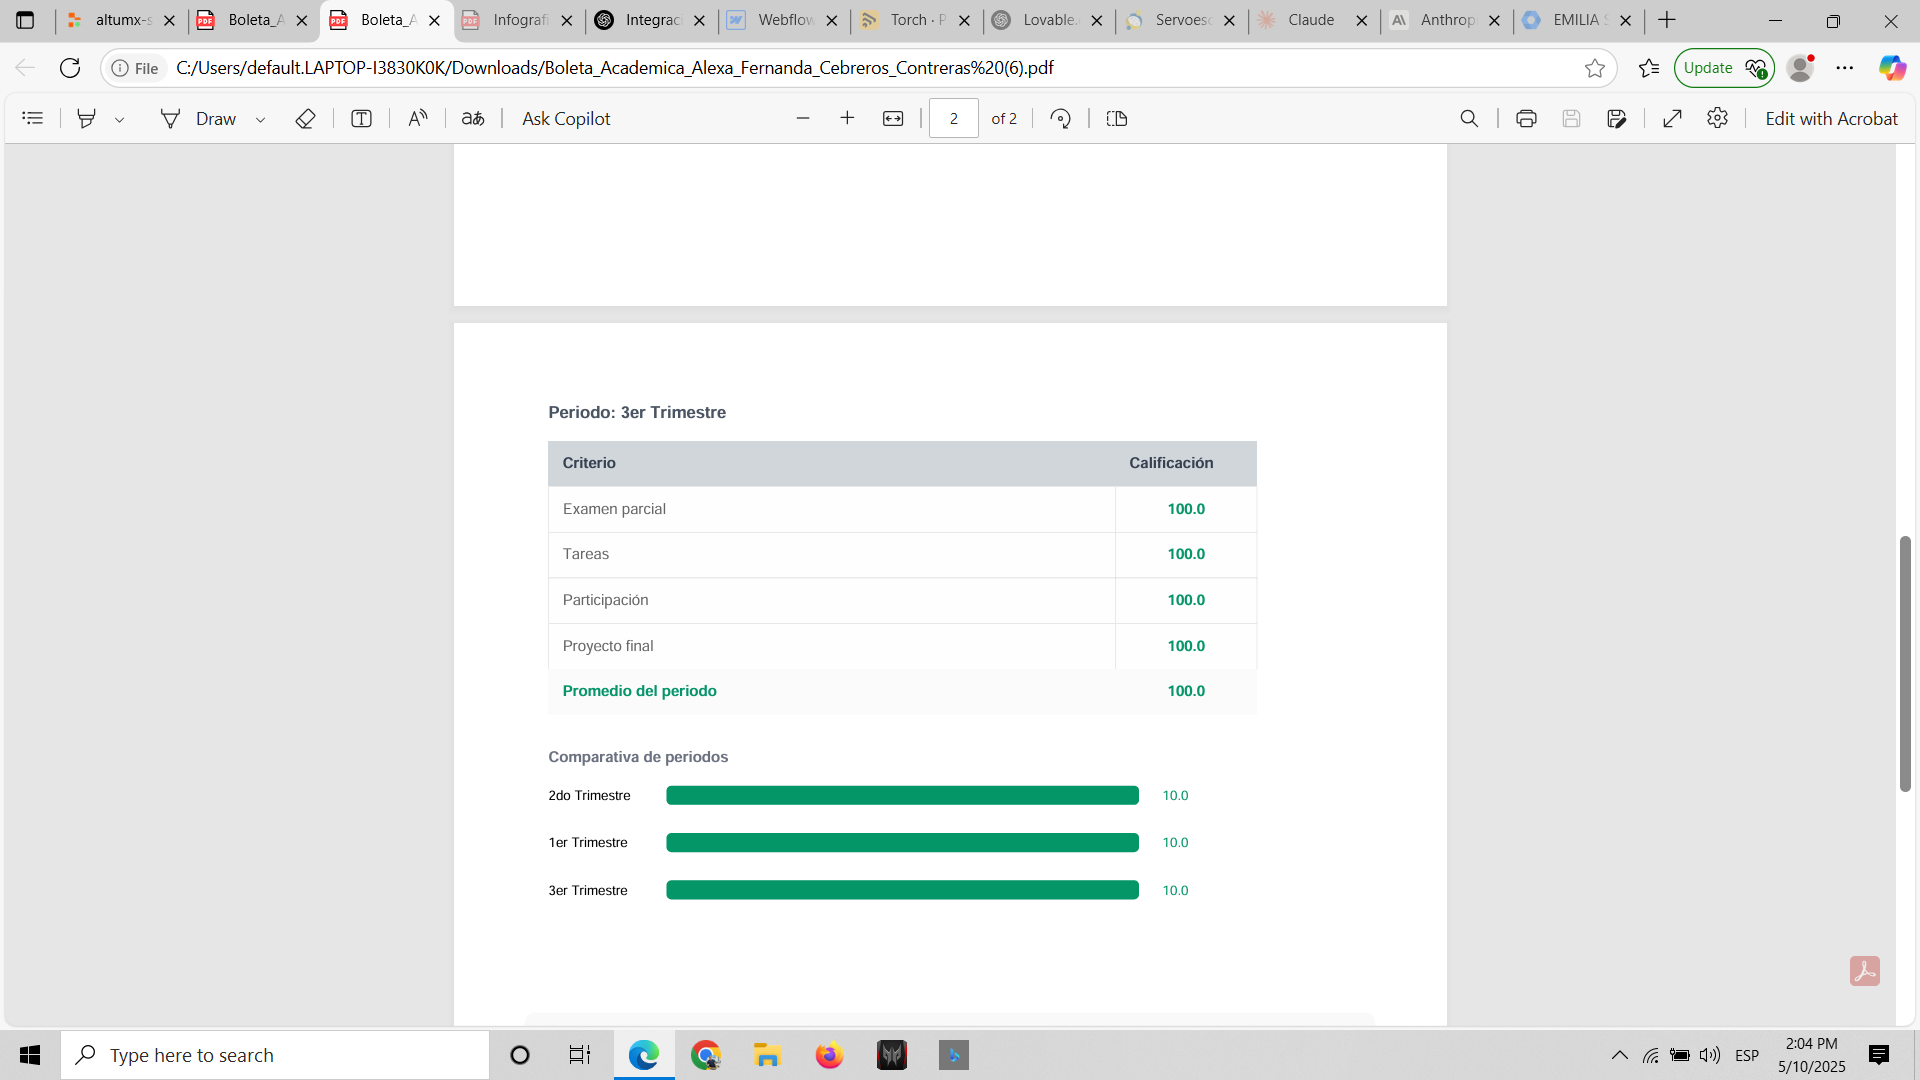 altumx-s
Boleta_A
Boleta_A
Infografi
Integraci
Webflow
Torch · P
Lovable.
Servoesc
Claude
Anthrop
EMILIA S
File
C:/Users/default.LAPTOP-I3830K0K/Downloads/Boleta_Academica_Alexa_Fernanda_Cebreros_Contreras%20(6).pdf
Update
Draw
Ask Copilot
2
of 2
Edit with Acrobat
Periodo: 3er Trimestre
Criterio Calificación
Examen parcial 100.0
Tareas 100.0
Participación 100.0
Proyecto final 100.0
Promedio del periodo 100.0
Comparativa de periodos
2do Trimestre 10.0
1er Trimestre 10.0
3er Trimestre 10.0
Type here to search
ESP
2:04 PM
5/10/2025